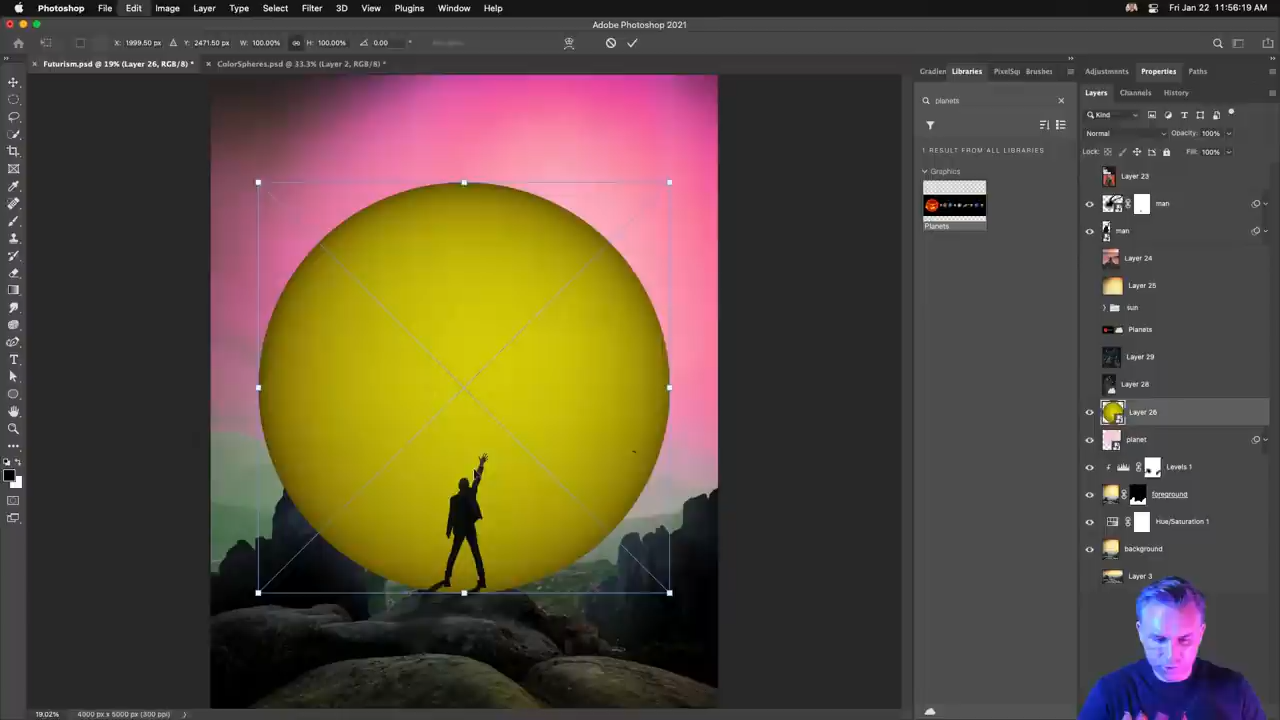 Photoshop File Edit Image Layer Type Select Filter 3D View Plugins Window Help Fri Jan 22 11:56:19 AM
Adobe Photoshop 2021
X: 1999.50 px Y: 2471.50 px W: 100.00% H: 100.00% 0.00 °
Futurism.psd @ 19% (Layer 26, RGB/8) * ColorSpheres.psd @ 33.3% (Layer 2, RGB/8) *
Gradien Libraries PixelSq Brushes
Adjustments Properties Paths
Layers Channels History
planets
Kind
Normal Opacity: 100%
Lock: Fill: 100%
1 RESULT FROM ALL LIBRARIES
Graphics
Planets
Layer 23
man
man
Layer 24
Layer 25
sun
Planets
Layer 29
Layer 28
Layer 26
planet
Levels 1
foreground
Hue/Saturation 1
background
Layer 3
19.02% 4000 px x 5000 px (300 ppi)